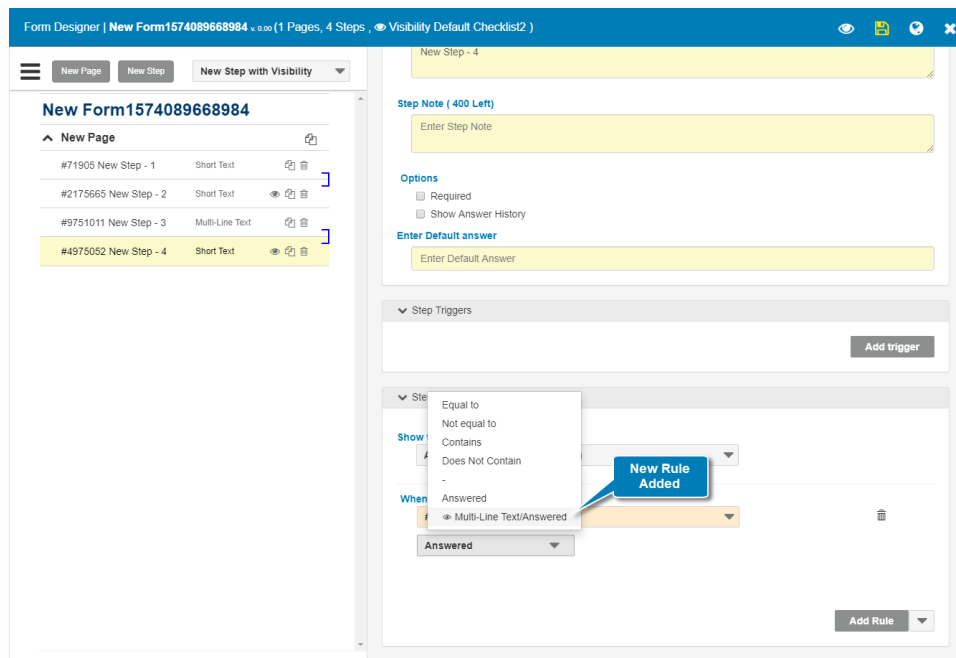 Form Designer | New Form1574089668984 v. 0.00 (1 Pages, 4 Steps , Visibility Default Checklist2 )
New Page
New Step
New Step with Visibility
New Form1574089668984
New Page
#71905 New Step - 1 Short Text
#2175665 New Step - 2 Short Text
#9751011 New Step - 3 Multi-Line Text
#4975052 New Step - 4 Short Text
New Step - 4
Step Note ( 400 Left)
Enter Step Note
Options
Required
Show Answer History
Enter Default answer
Enter Default Answer
Step Triggers
Add trigger
Ste
Show
When
Equal to
Not equal to
Contains
Does Not Contain
-
Answered
Multi-Line Text/Answered
New Rule
Added
#
Answered
Add Rule